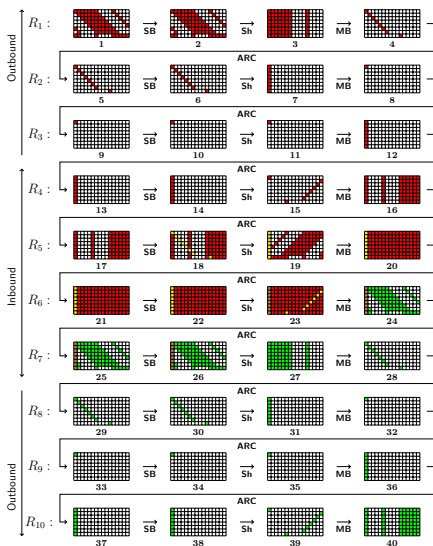 Outbound
Inbound
Outbound
R₁ : SB Sh MB
1 2 3 4
ARC
R₂ : SB Sh MB
5 6 7 8
ARC
R₃ : SB Sh MB
9 10 11 12
ARC
R₄ : SB Sh MB
13 14 15 16
ARC
R₅ : SB Sh MB
17 18 19 20
ARC
R₆ : SB Sh MB
21 22 23 24
ARC
R₇ : SB Sh MB
25 26 27 28
ARC
R₈ : SB Sh MB
29 30 31 32
ARC
R₉ : SB Sh MB
33 34 35 36
ARC
R₁₀ : SB Sh MB
37 38 39 40